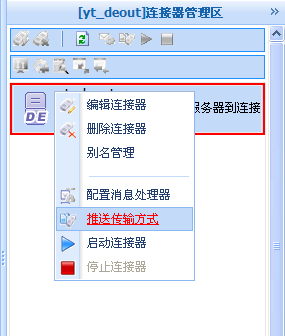 [yt_deout]连接器管理区
DE
服务器到连接
编辑连接器
删除连接器
别名管理
配置消息处理器
推送传输方式
启动连接器
停止连接器